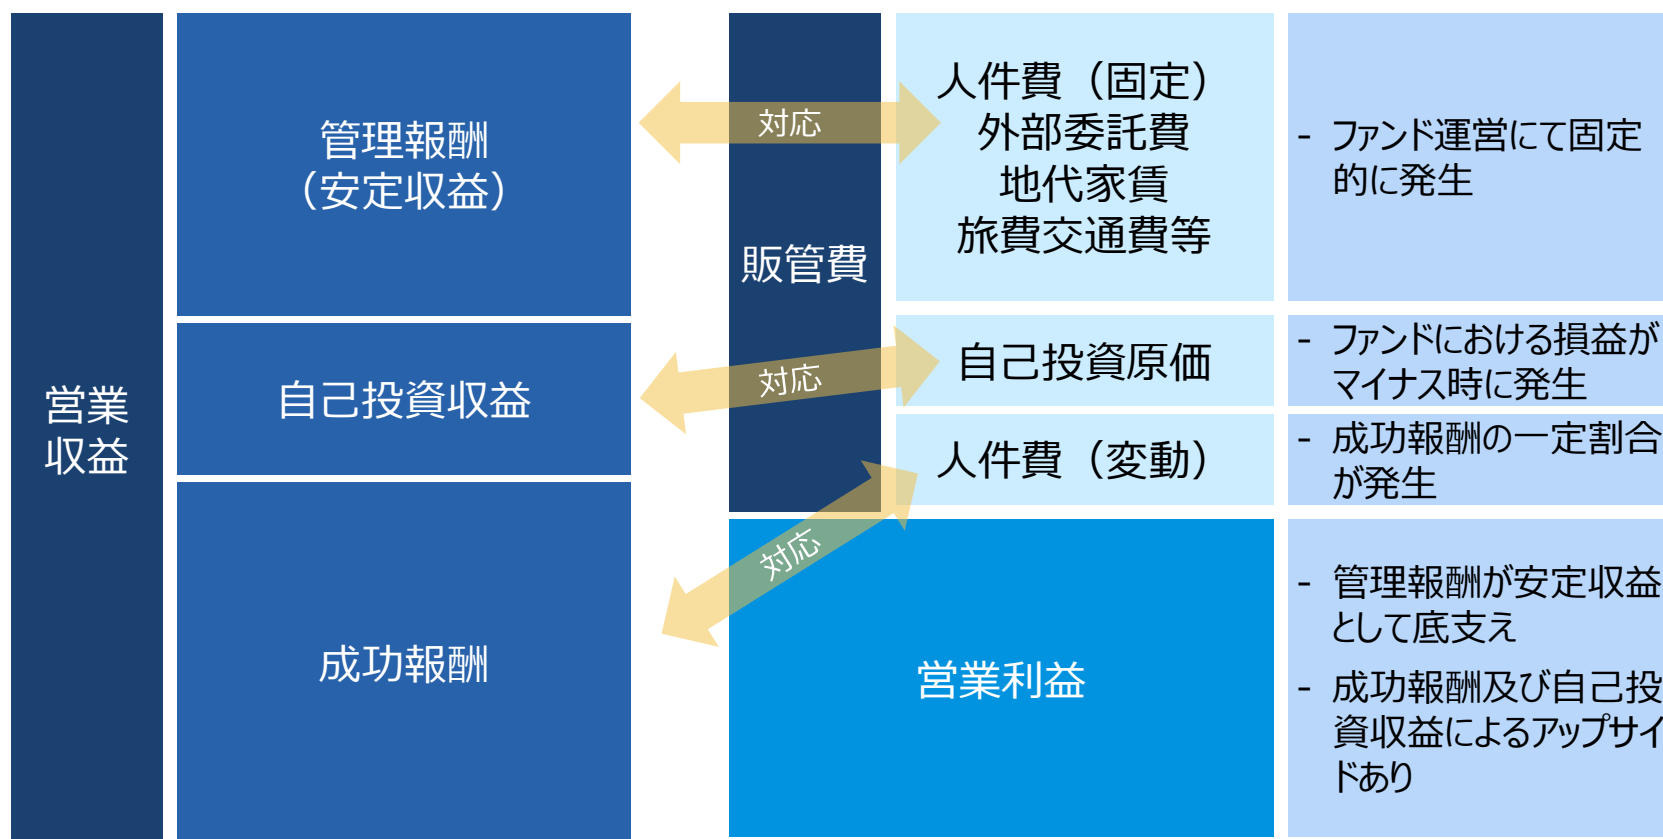 営業
収益
管理報酬
（安定収益）
自己投資収益
成功報酬
対応
対応
対応
販管費
人件費（固定）
外部委託費
地代家賃
旅費交通費等
自己投資原価
人件費（変動）
営業利益
- ファンド運営にて固定
的に発生
- ファンドにおける損益が
マイナス時に発生
- 成功報酬の一定割合
が発生
- 管理報酬が安定収益
として底支え
- 成功報酬及び自己投
資収益によるアップサイ
ドあり